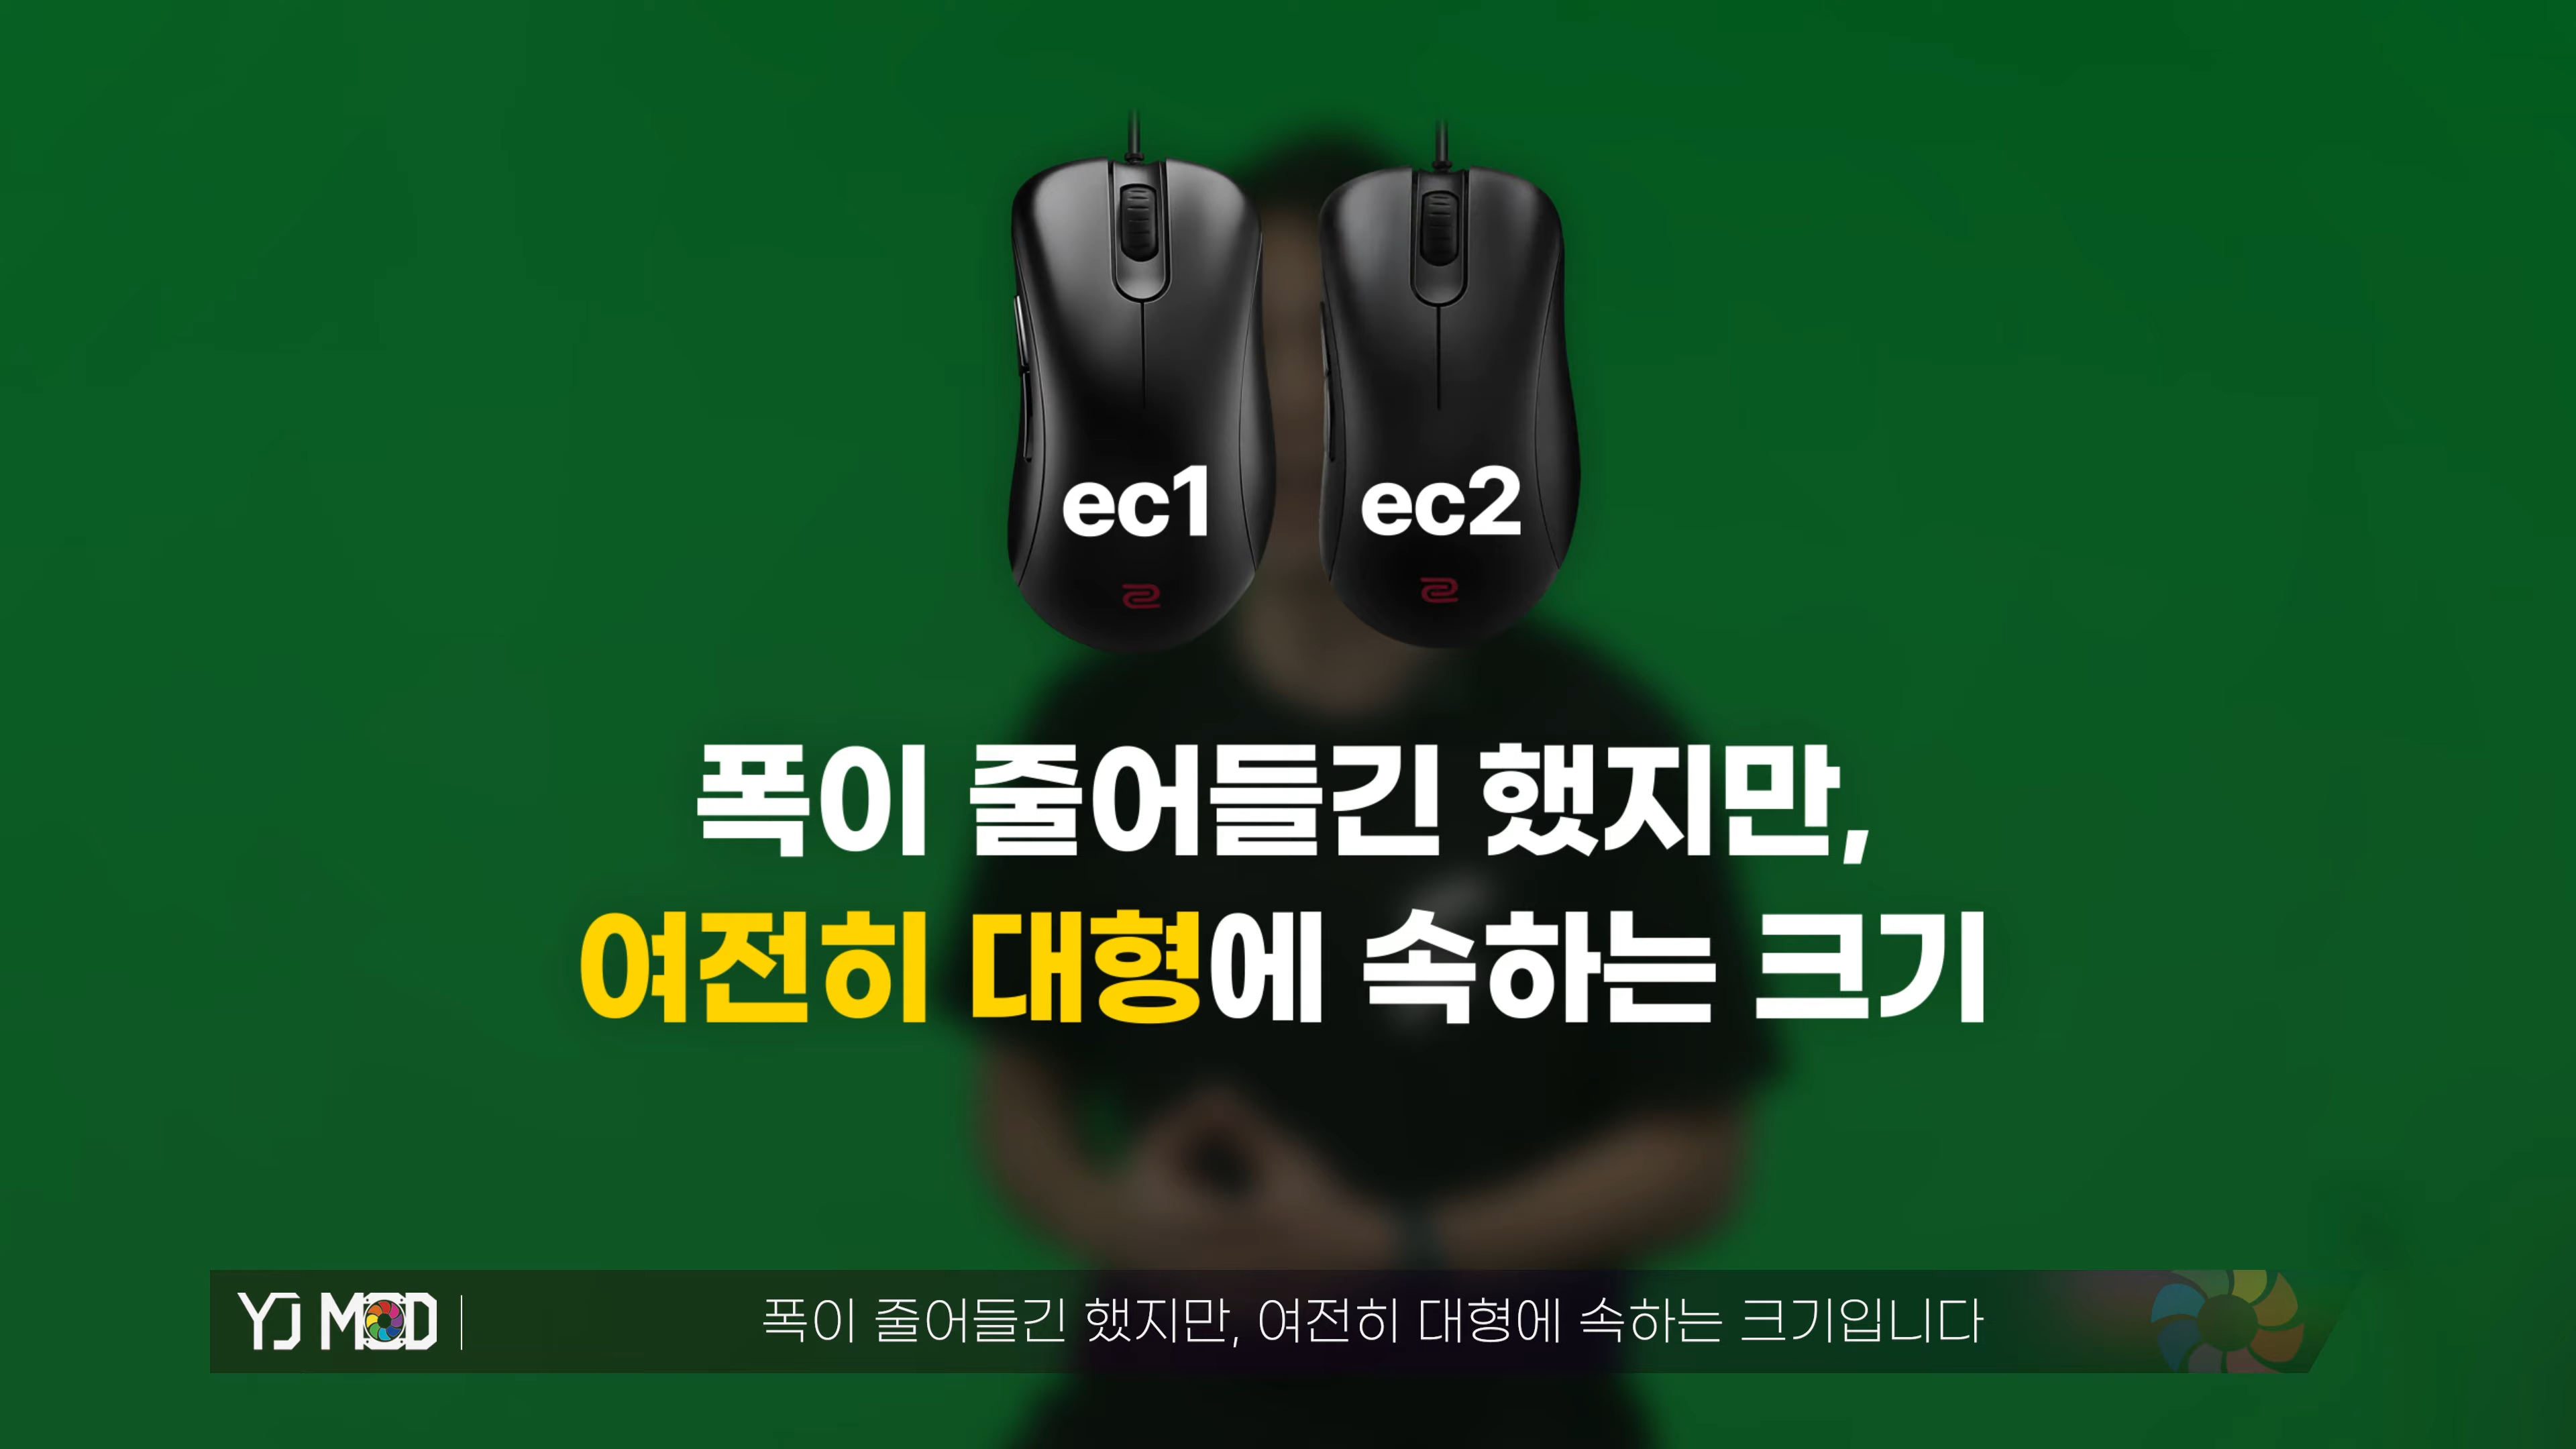 ec1
ec2
폭이 줄어들긴 했지만,
여전히 대형에 속하는 크기
YJ MOD
폭이 줄어들긴 했지만, 여전히 대형에 속하는 크기입니다